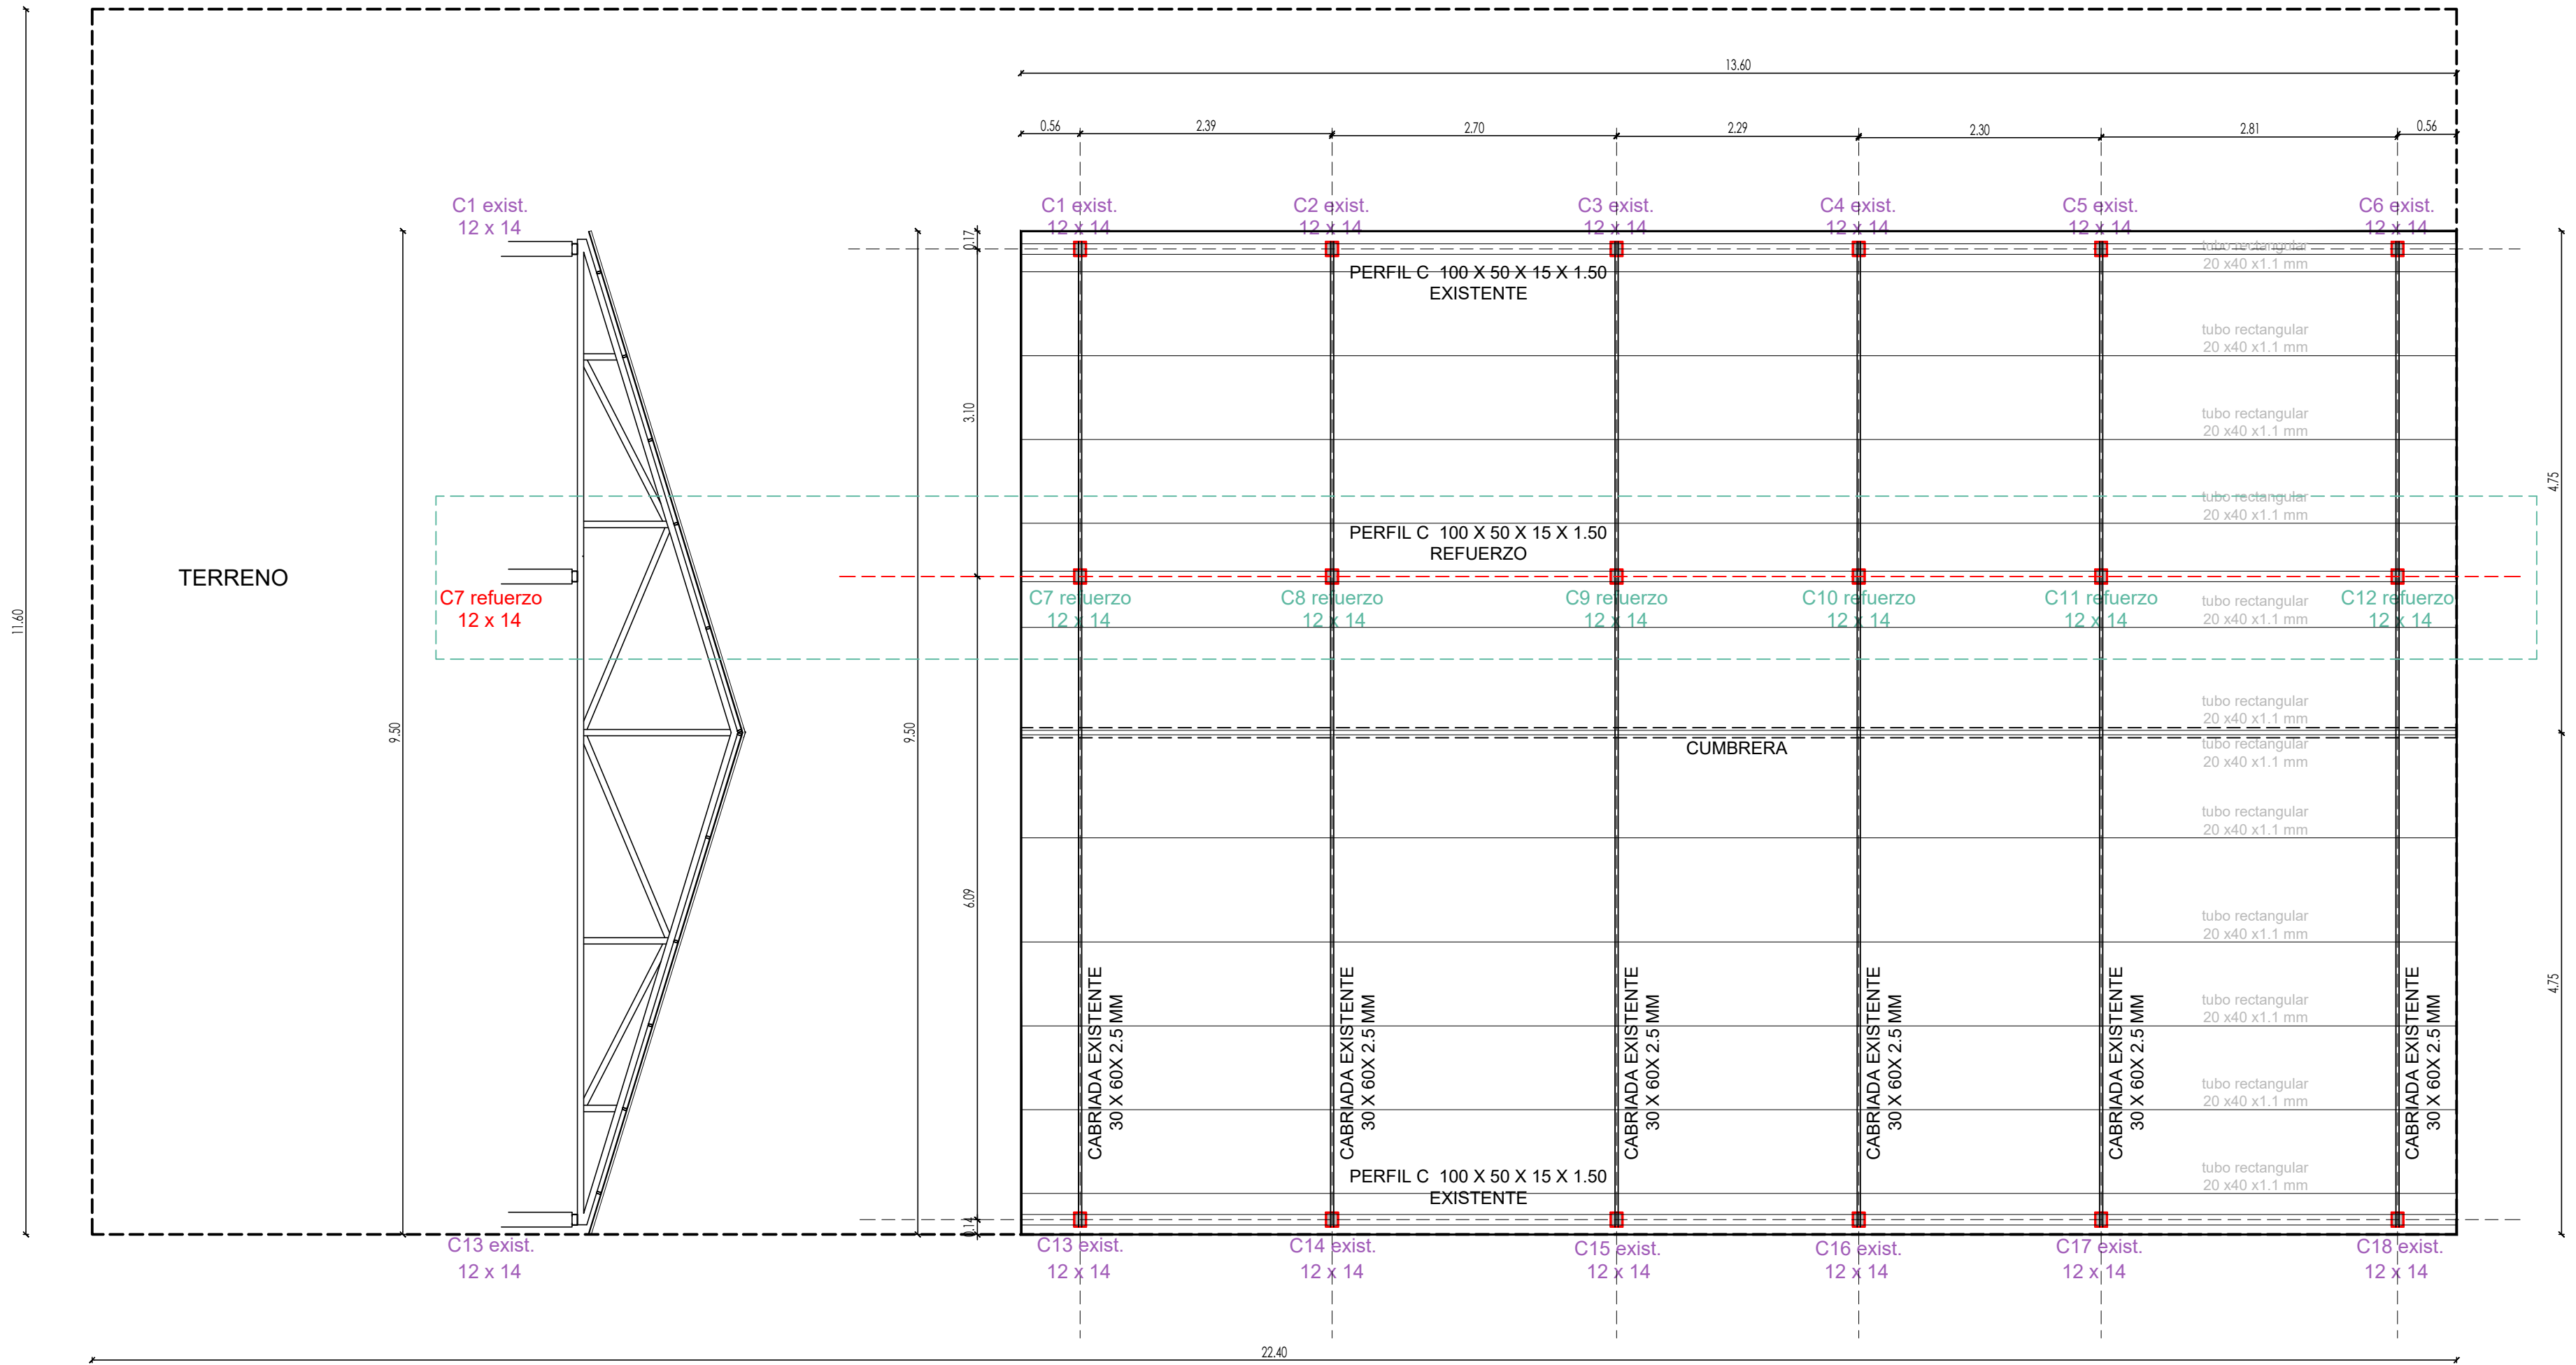 13.60
0.56
2.39
2.70
2.29
2.30
2.81
0.56
C1 exist.
12 x 14
C1 exist.
12 x 14
C2 exist.
12 x 14
C3 exist.
12 x 14
C4 exist.
12 x 14
C5 exist.
12 x 14
C6 exist.
12 x 14
0.17
tubo rectangular
20 x40 x1.1 mm
PERFIL C 100 X 50 X 15 X 1.50
EXISTENTE
tubo rectangular
20 x40 x1.1 mm
3.10
tubo rectangular
20 x40 x1.1 mm
4.75
tubo rectangular
20 x40 x1.1 mm
PERFIL C 100 X 50 X 15 X 1.50
REFUERZO
TERRENO
11.60
C7 refuerzo
12 x 14
C7 refuerzo
12 x 14
C8 refuerzo
12 x 14
C9 refuerzo
12 x 14
C10 refuerzo
12 x 14
C11 refuerzo
12 x 14
tubo rectangular
20 x40 x1.1 mm
C12 refuerzo
12 x 14
9.50
9.50
tubo rectangular
20 x40 x1.1 mm
CUMBRERA
tubo rectangular
20 x40 x1.1 mm
tubo rectangular
20 x40 x1.1 mm
6.09
tubo rectangular
20 x40 x1.1 mm
4.75
CABRIADA EXISTENTE
30 X 60X 2.5 MM
CABRIADA EXISTENTE
30 X 60X 2.5 MM
CABRIADA EXISTENTE
30 X 60X 2.5 MM
CABRIADA EXISTENTE
30 X 60X 2.5 MM
CABRIADA EXISTENTE
30 X 60X 2.5 MM
CABRIADA EXISTENTE
30 X 60X 2.5 MM
tubo rectangular
20 x40 x1.1 mm
tubo rectangular
20 x40 x1.1 mm
PERFIL C 100 X 50 X 15 X 1.50
EXISTENTE
tubo rectangular
20 x40 x1.1 mm
0.14
C13 exist.
12 x 14
C13 exist.
12 x 14
C14 exist.
12 x 14
C15 exist.
12 x 14
C16 exist.
12 x 14
C17 exist.
12 x 14
C18 exist.
12 x 14
22.40